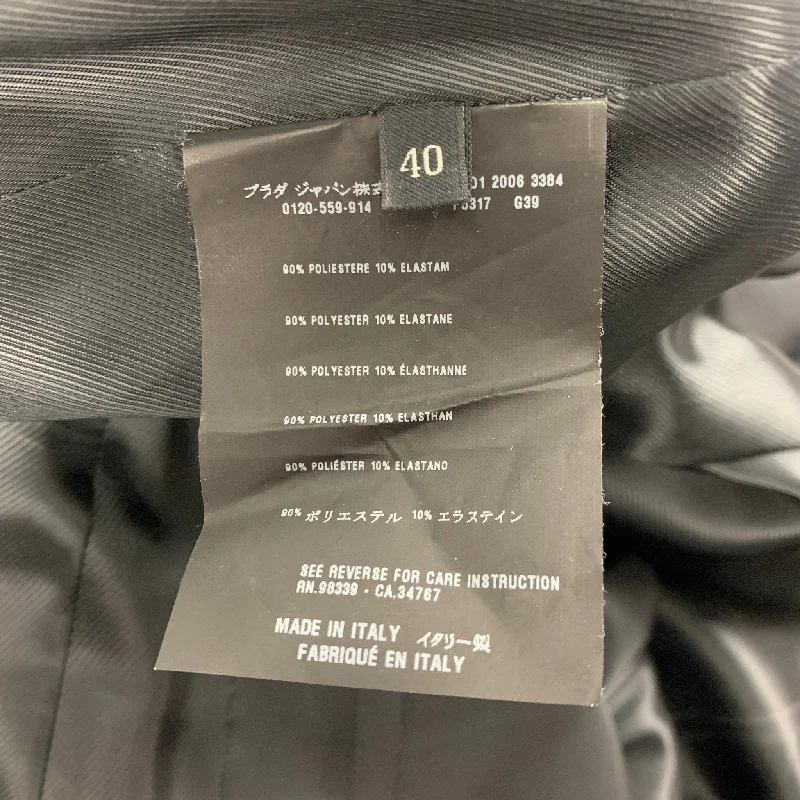 40
プラダ ジャパン株式 01 2006 3384
0120-559-914 P5317 G39
90% POLIESTERE 10% ELASTAM
90% POLYESTER 10% ELASTANE
90% POLYESTER 10% ÉLASTHANNE
90% POLYESTER 10% ELASTHAN
90% POLIÉSTER 10% ELASTANO
90% ポリエステル 10% エラステイン
SEE REVERSE FOR CARE INSTRUCTION
RN.98339 - CA.34767
MADE IN ITALY イタリー製
FABRIQUÉ EN ITALY